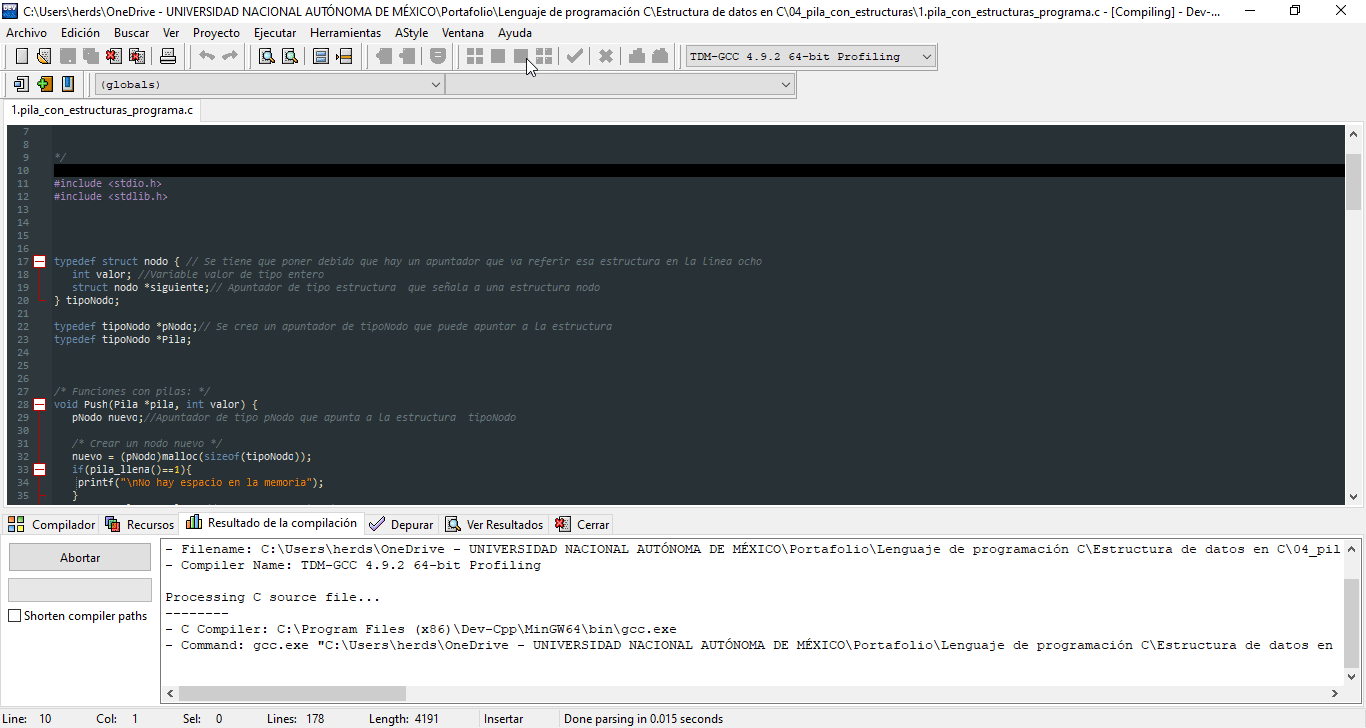 C:\Users\herds\OneDrive - UNIVERSIDAD NACIONAL AUTÓNOMA DE MÉXICO\Portafolio\Lenguaje de programación C\Estructura de datos en C\04_pila_con_estructuras\1.pila_con_estructuras_programa.c - [Compiling] - Dev-...
Archivo Edición Buscar Ver Proyecto Ejecutar Herramientas AStyle Ventana Ayuda
TDM-GCC 4.9.2 64-bit Profiling
(globals)
1.pila_con_estructuras_programa.c
7
8
9 */
10
11 #include <stdio.h>
12 #include <stdlib.h>
13
14
15
16
17 typedef struct nodo { // Se tiene que poner debido que hay un apuntador que va referir esa estructura en la linea ocho
18 int valor; //Variable valor de tipo entero
19 struct nodo *siguiente;// Apuntador de tipo estructura  que señala a una estructura nodo
20 } tipoNodo;
21
22 typedef tipoNodo *pNodo;// Se crea un apuntador de tipoNodo que puede apuntar a la estructura
23 typedef tipoNodo *Pila;
24
25
26
27 /* Funciones con pilas: */
28 void Push(Pila *pila, int valor) {
29 pNodo nuevo;//Apuntador de tipo pNodo que apunta a la estructura  tipoNodo
30
31 /* Crear un nodo nuevo */
32 nuevo = (pNodo)malloc(sizeof(tipoNodo));
33 if(pila_llena()==1){
34 printf("\nNo hay espacio en la memoria");
35 }
Compilador Recursos Resultado de la compilación Depurar Ver Resultados Cerrar
Abortar
Shorten compiler paths
- Filename: C:\Users\herds\OneDrive - UNIVERSIDAD NACIONAL AUTÓNOMA DE MÉXICO\Portafolio\Lenguaje de programación C\Estructura de datos en C\04_pil
- Compiler Name: TDM-GCC 4.9.2 64-bit Profiling
Processing C source file...
--------
- C Compiler: C:\Program Files (x86)\Dev-Cpp\MinGW64\bin\gcc.exe
- Command: gcc.exe "C:\Users\herds\OneDrive - UNIVERSIDAD NACIONAL AUTÓNOMA DE MÉXICO\Portafolio\Lenguaje de programación C\Estructura de datos en
Line: 10 Col: 1 Sel: 0 Lines: 178 Length: 4191 Insertar Done parsing in 0.015 seconds